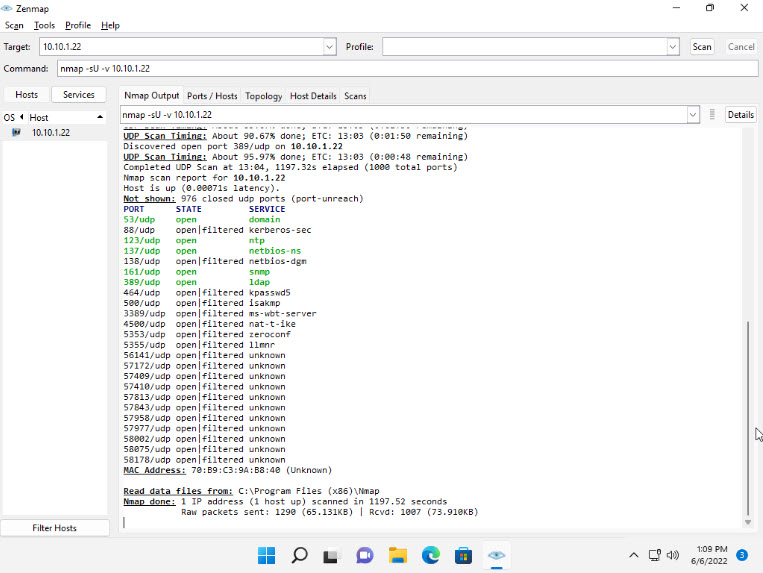 Zenmap
Scan Tools Profile Help
Target: 10.10.1.22 Profile: Scan Cancel
Command: nmap -sU -v 10.10.1.22
Hosts Services
Nmap Output Ports / Hosts Topology Host Details Scans
OS Host
nmap -sU -v 10.10.1.22 Details
10.10.1.22
UDP Scan Timing: About 90.67% done; ETC: 13:03 (0:01:50 remaining)
Discovered open port 389/udp on 10.10.1.22
UDP Scan Timing: About 95.97% done; ETC: 13:03 (0:00:48 remaining)
Completed UDP Scan at 13:04, 1197.32s elapsed (1000 total ports)
Nmap scan report for 10.10.1.22
Host is up (0.00071s latency).
Not shown: 976 closed udp ports (port-unreach)
PORT STATE SERVICE
53/udp open domain
88/udp open|filtered kerberos-sec
123/udp open ntp
137/udp open netbios-ns
138/udp open|filtered netbios-dgm
161/udp open snmp
389/udp open ldap
464/udp open|filtered kpasswd5
500/udp open|filtered isakmp
3389/udp open|filtered ms-wbt-server
4500/udp open|filtered nat-t-ike
5353/udp open|filtered zeroconf
5355/udp open|filtered llmnr
56141/udp open|filtered unknown
57172/udp open|filtered unknown
57409/udp open|filtered unknown
57410/udp open|filtered unknown
57813/udp open|filtered unknown
57843/udp open|filtered unknown
57958/udp open|filtered unknown
57977/udp open|filtered unknown
58002/udp open|filtered unknown
58075/udp open|filtered unknown
58178/udp open|filtered unknown
MAC Address: 70:B9:C3:9A:B8:40 (Unknown)
Read data files from: C:\Program Files (x86)\Nmap
Nmap done: 1 IP address (1 host up) scanned in 1197.52 seconds
Raw packets sent: 1290 (65.131KB) | Rcvd: 1007 (73.910KB)
Filter Hosts
1:09 PM
6/6/2022
3